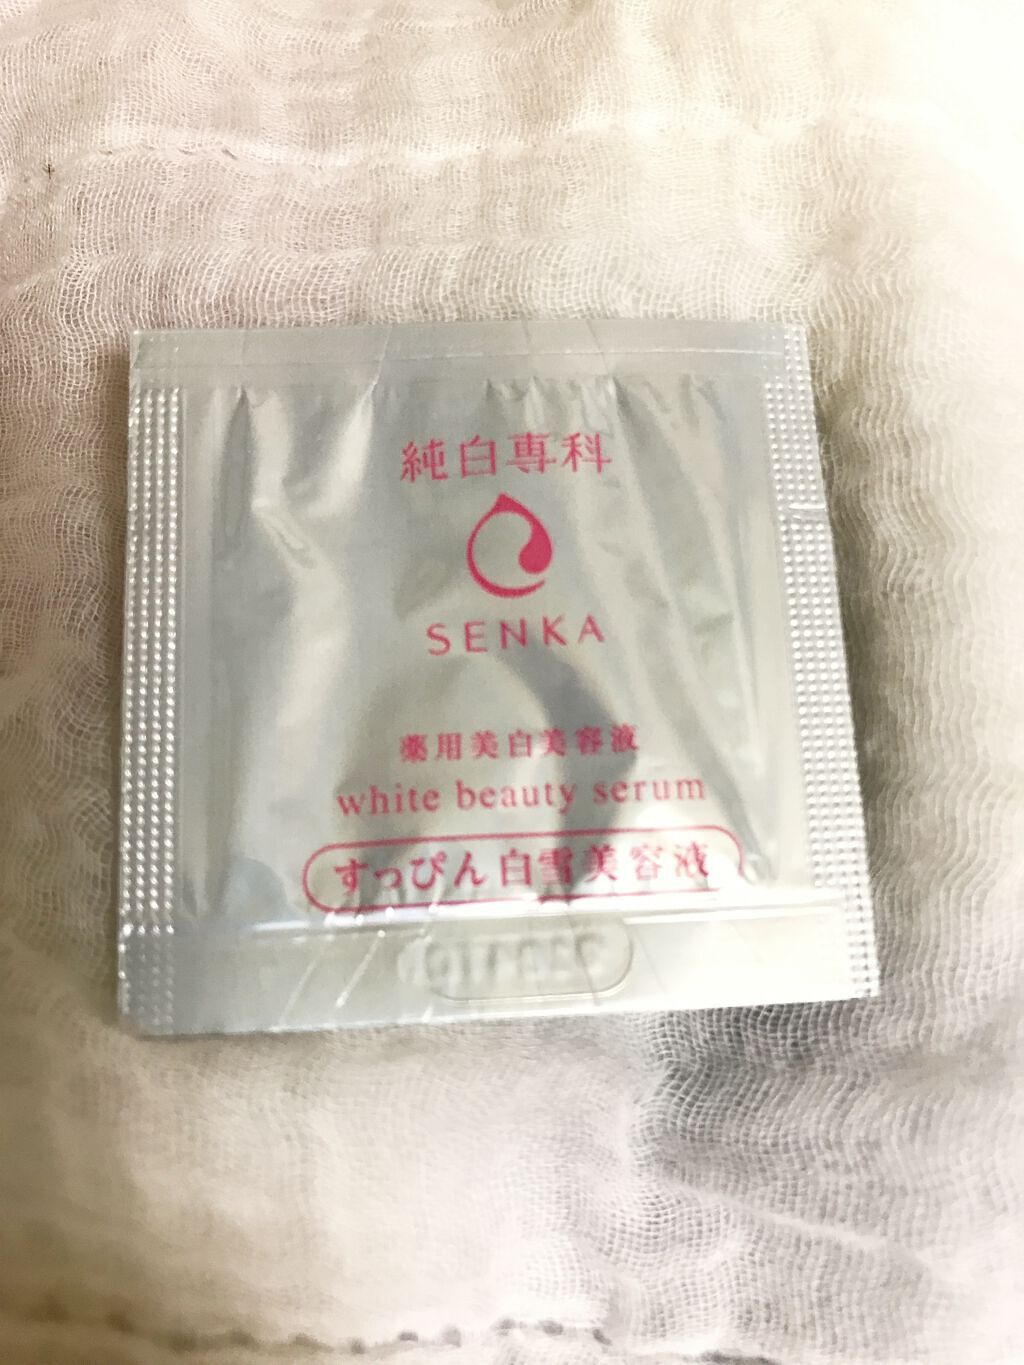 純白専科
SENKA
薬用美白美容液
white beauty serum
すっぴん白雪美容液